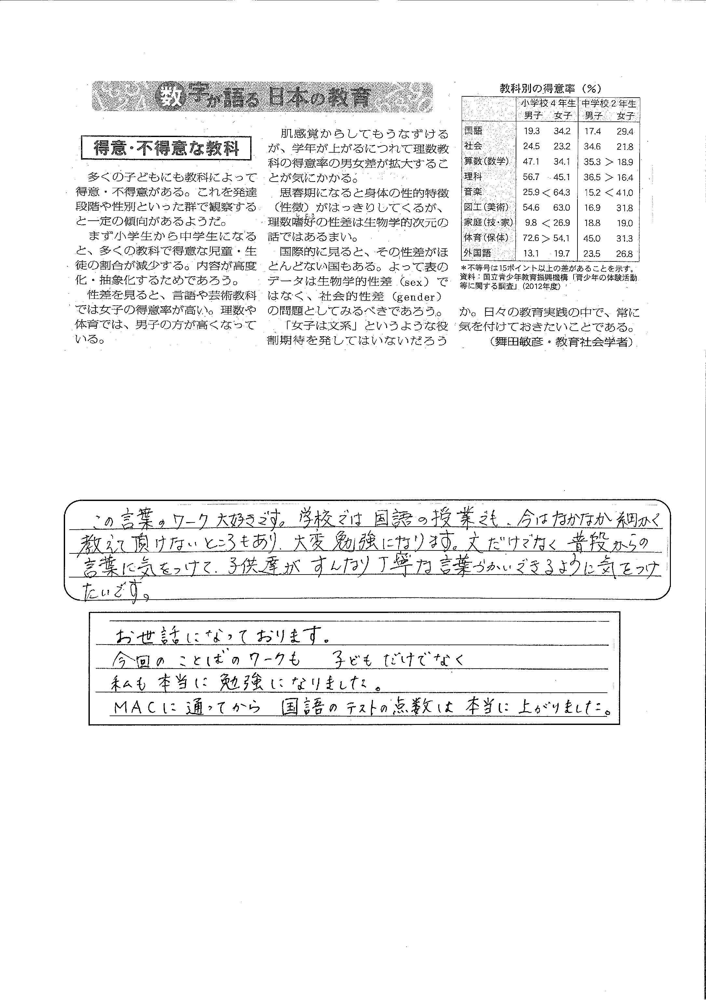 数字が語る 日本の教育
得意・不得意な教科
多くの子どもにも教科によって
得意・不得意がある。これを発達
段階や性別といった群で観察する
と一定の傾向があるようだ。
まず小学生から中学生になる
と、多くの教科で得意な児童・生
徒の割合が減少する。内容が高度
化・抽象化するためであろう。
性差を見ると、言語や芸術教科
では女子の得意率が高い。理数や
体育では、男子の方が高くなって
いる。
肌感覚からしてもうなずける
が、学年が上がるにつれて理数教
科の得意率の男女差が拡大するこ
とが気にかかる。
思春期になると身体の性的特徴
（性徴）がはっきりしてくるが、
しこう
理数嗜好の性差は生物学的次元の
話ではあるまい。
国際的に見ると、その性差がほ
とんどない国もある。よって表の
データは生物学的性差（sex）で
はなく、社会的性差（gender）
の問題としてみるべきであろう。
「女子は文系」というような役
割期待を発してはいないだろう
教科別の得意率（％）
小学校４年生 中学校２年生
男子 女子 男子 女子
国語 19.3 34.2 17.4 29.4
社会 24.5 23.2 34.6 21.8
算数（数学） 47.1 34.1 35.3 ＞ 18.9
理科 56.7 45.1 36.5 ＞ 16.4
音楽 25.9 ＜ 64.3 15.2 ＜ 41.0
図工（美術） 54.6 63.0 16.9 31.8
家庭（技・家） 9.8 ＜ 26.9 18.8 19.0
体育（保体） 72.6 ＞ 54.1 45.0 31.3
外国語 13.1 19.7 23.5 26.8
＊不等号は15ポイント以上の差があることを示す。
資料：国立青少年教育振興機構「青少年の体験活動
等に関する調査」（2012年度）
か。日々の教育実践の中で、常に
気を付けておきたいことである。
（舞田敏彦・教育社会学者）
この言葉のワーク大好きです。学校では国語の授業でも、今はなかなか細かく
教えて頂けないところもあり、大変勉強になります。文だけでなく普段からの
言葉に気をつけて、子供達がすんなり丁寧な言葉づかいできるように気をつけ
たいです。
お世話になっております。
今回のことばのワークも 子どもだけでなく
私も本当に勉強になりました。
MACに通ってから 国語のテストの点数は本当に上がりました。